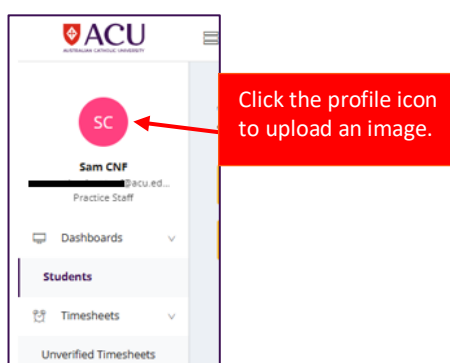 ACU
AUSTRALIAN CATHOLIC UNIVERSITY
SC
Click the profile icon
to upload an image.
Sam CNF
@acu.ed...
Practice Staff
Dashboards
Students
Timesheets
Unverified Timesheets